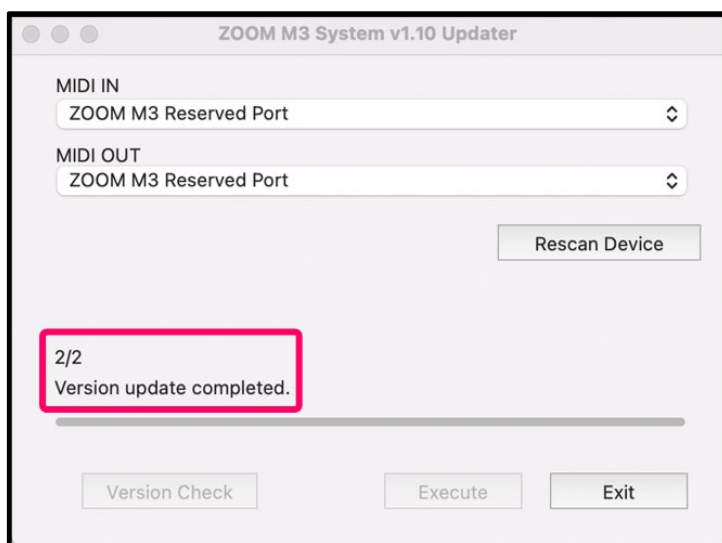 ZOOM M3 System v1.10 Updater
MIDI IN
ZOOM M3 Reserved Port
MIDI OUT
ZOOM M3 Reserved Port
Rescan Device
2/2
Version update completed.
Version Check
Execute
Exit